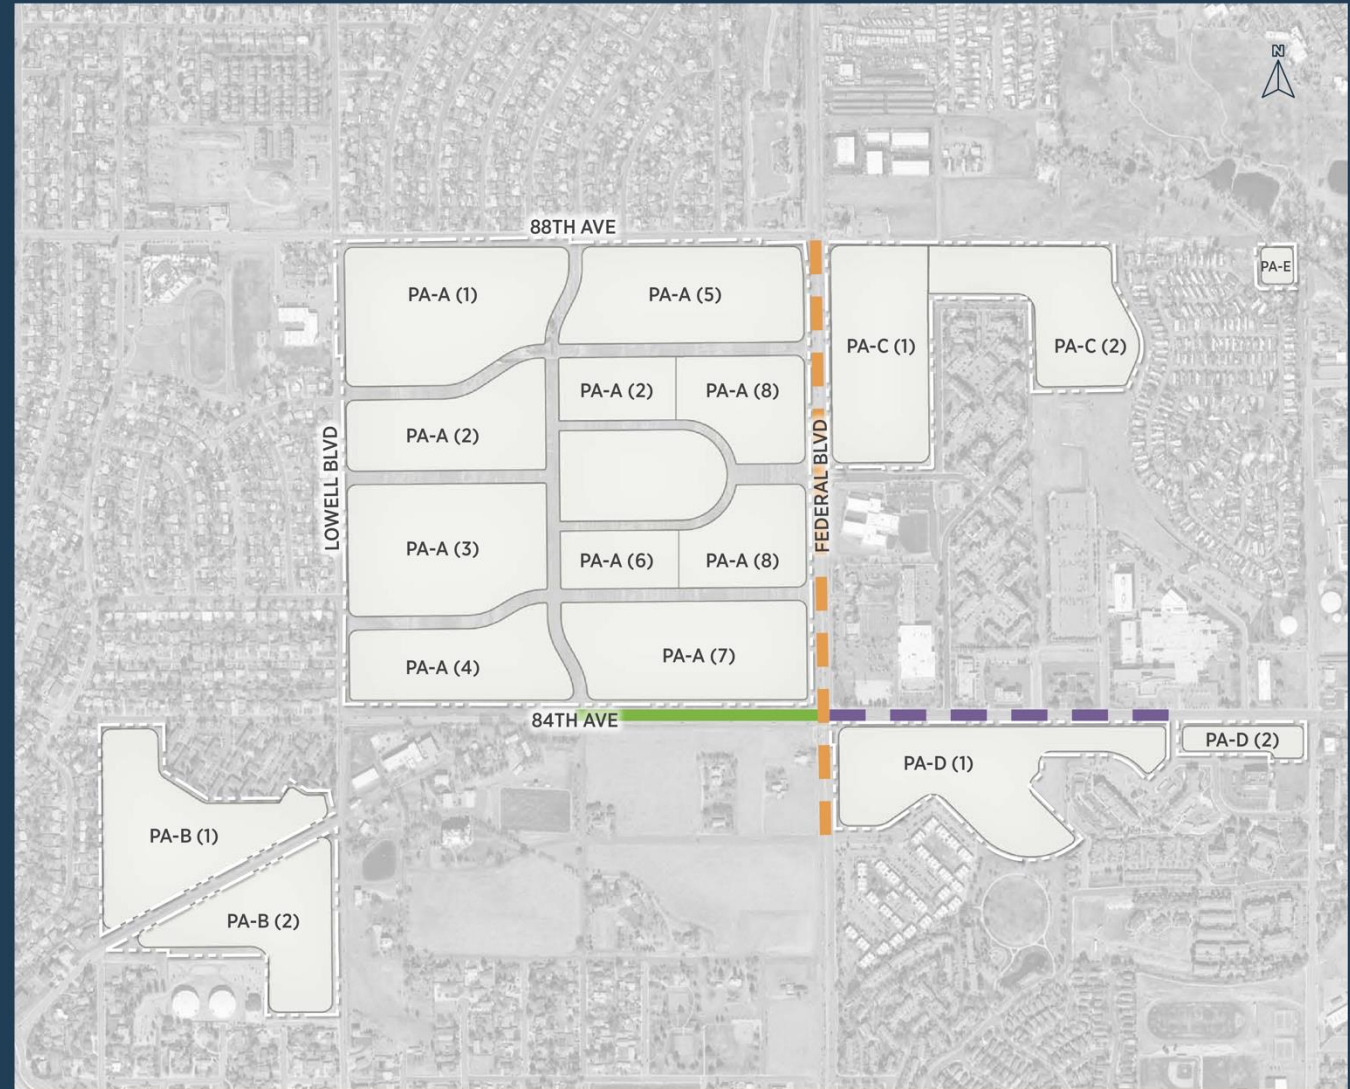 N
88TH AVE
PA-E
PA-A (1)
PA-A (5)
PA-C (1)
PA-C (2)
PA-A (2)
PA-A (8)
PA-A (2)
LOWELL BLVD
FEDERAL BLVD
PA-A (3)
PA-A (6)
PA-A (8)
PA-A (4)
PA-A (7)
84TH AVE
PA-D (1)
PA-D (2)
PA-B (1)
PA-B (2)